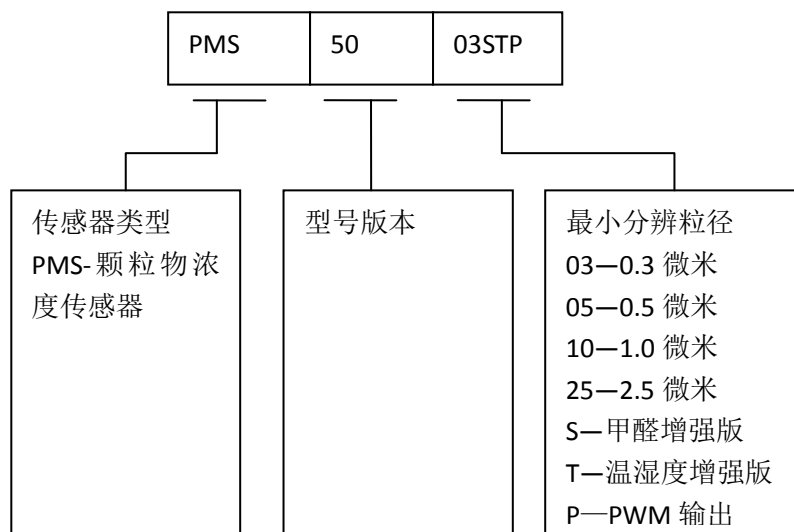 PMS 50 03STP
传感器类型
PMS-颗粒物浓
度传感器
型号版本
最小分辨粒径
03—0.3 微米
05—0.5 微米
10—1.0 微米
25—2.5 微米
S—甲醛增强版
T—温湿度增强版
P—PWM 输出